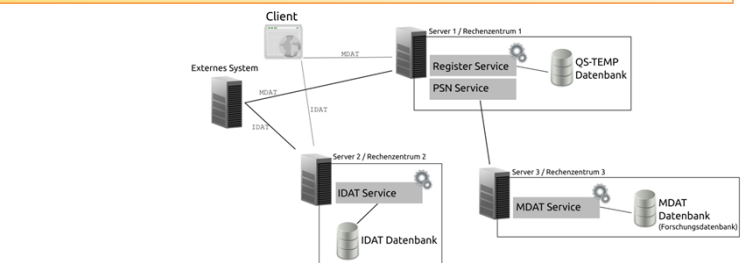 Client
Server 1 / Rechenzentrum 1
MDAT
Register Service
QS-TEMP
Datenbank
Externes System
PSN Service
MDAT
IDAT
IDAT
Server 2 / Rechenzentrum 2
Server 3 / Rechenzentrum 3
IDAT Service
MDAT Service
MDAT
Datenbank
(Forschungsdatenbank)
IDAT Datenbank